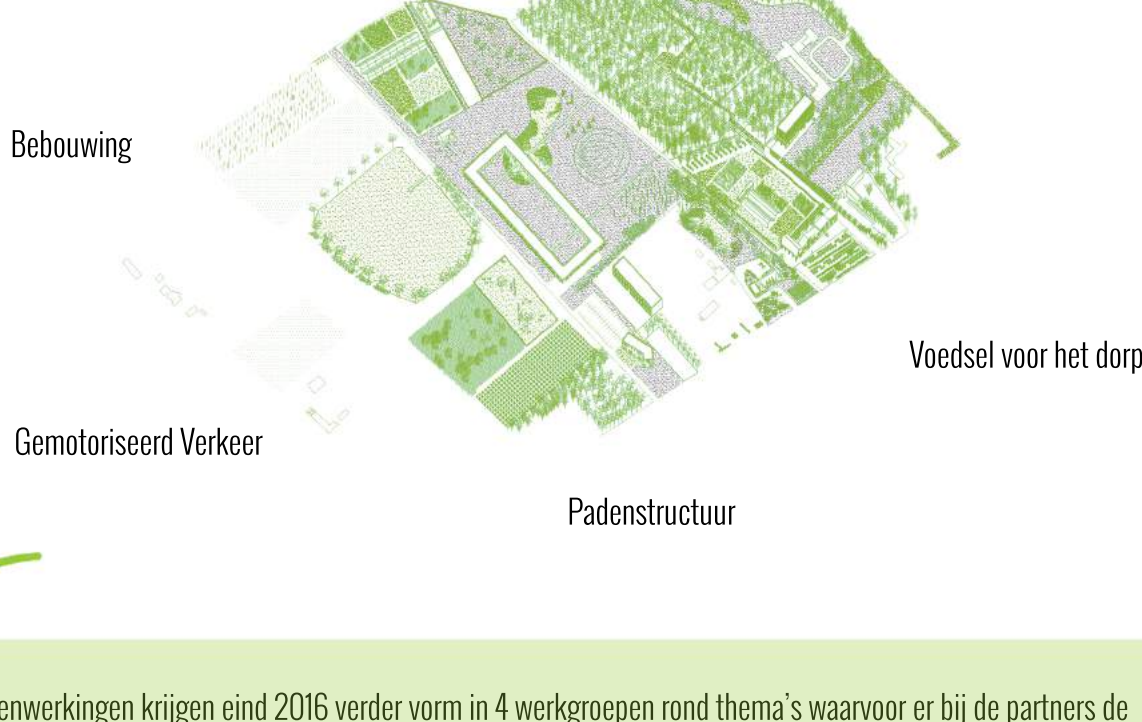 Bebouwing
Voedsel voor het dorp
Gemotoriseerd Verkeer
Padenstructuur
enwerkingen krijgen eind 2016 verder vorm in 4 werkgroepen rond thema's waarvoor er bij de partners de